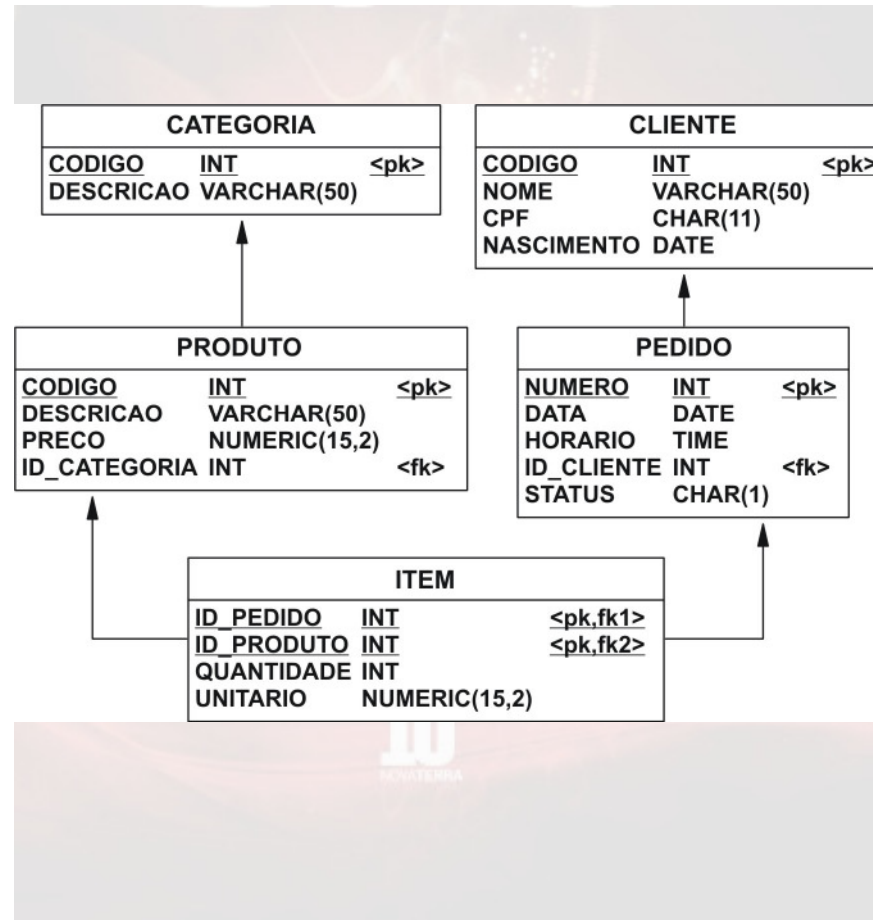 CATEGORIA
CODIGO INT <pk>
DESCRICAO VARCHAR(50)
CLIENTE
CODIGO INT <pk>
NOME VARCHAR(50)
CPF CHAR(11)
NASCIMENTO DATE
PRODUTO
CODIGO INT <pk>
DESCRICAO VARCHAR(50)
PRECO NUMERIC(15,2)
ID_CATEGORIA INT <fk>
PEDIDO
NUMERO INT <pk>
DATA DATE
HORARIO TIME
ID_CLIENTE INT <fk>
STATUS CHAR(1)
ITEM
ID_PEDIDO INT <pk,fk1>
ID_PRODUTO INT <pk,fk2>
QUANTIDADE INT
UNITARIO NUMERIC(15,2)
NOVATERRA